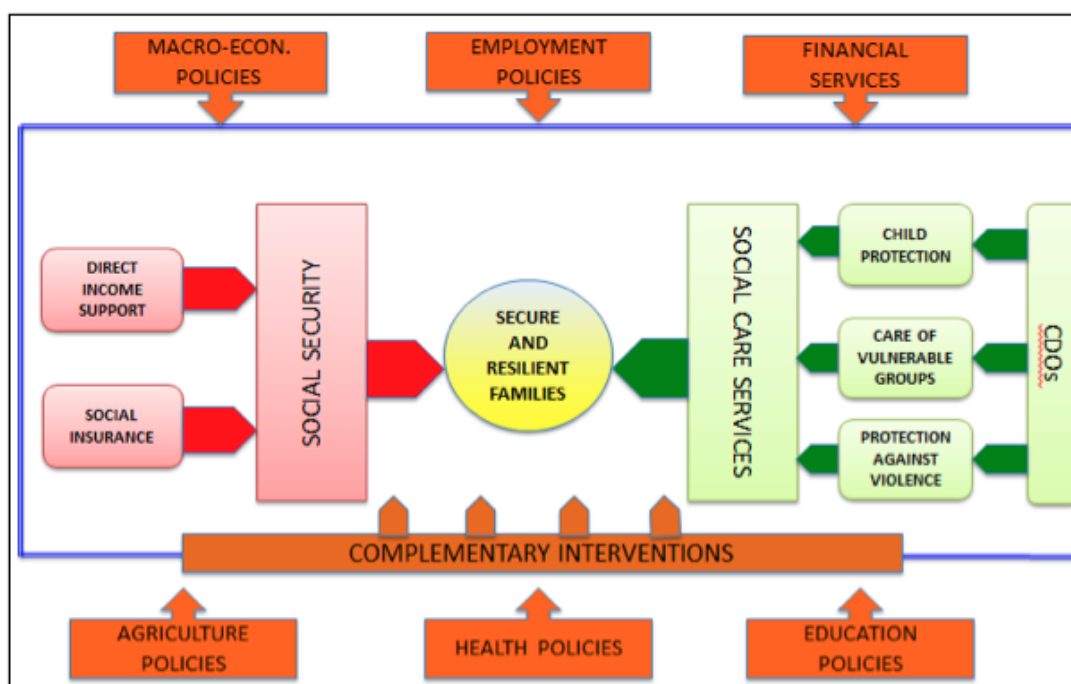 MACRO-ECON.
POLICIES
EMPLOYMENT
POLICIES
FINANCIAL
SERVICES
DIRECT
INCOME
SUPPORT
SOCIAL
INSURANCE
SOCIAL SECURITY
SECURE
AND
RESILIENT
FAMILIES
SOCIAL CARE SERVICES
CHILD
PROTECTION
CARE OF
VULNERABLE
GROUPS
PROTECTION
AGAINST
VIOLENCE
CDOs
COMPLEMENTARY INTERVENTIONS
AGRICULTURE
POLICIES
HEALTH POLICIES
EDUCATION
POLICIES